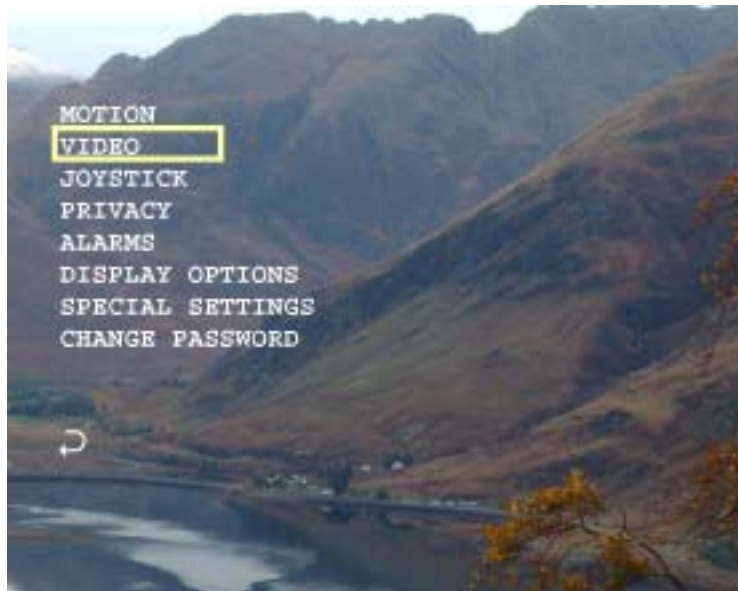 MOTION
VIDEO
JOYSTICK
PRIVACY
ALARMS
DISPLAY OPTIONS
SPECIAL SETTINGS
CHANGE PASSWORD